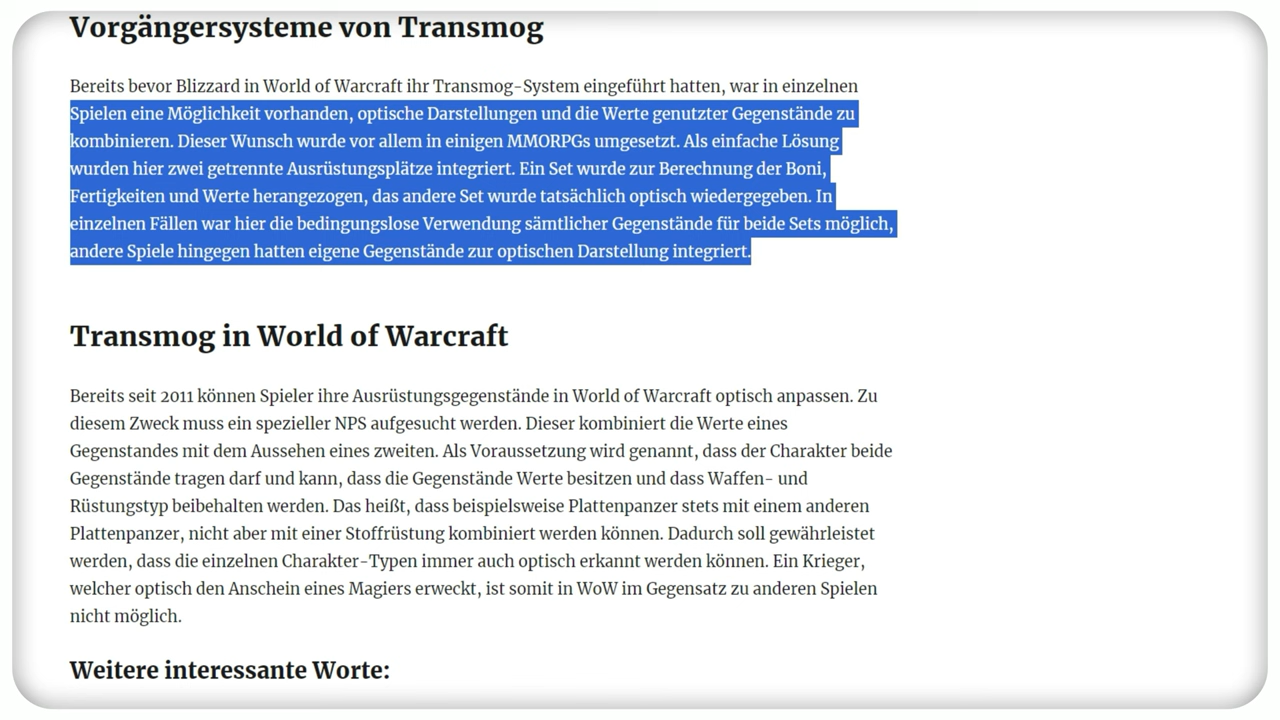 Vorgängersysteme von Transmog
Bereits bevor Blizzard in World of Warcraft ihr Transmog-System eingeführt hatten, war in einzelnen
Spielen eine Möglichkeit vorhanden, optische Darstellungen und die Werte genutzter Gegenstände zu
kombinieren. Dieser Wunsch wurde vor allem in einigen MMORPGs umgesetzt. Als einfache Lösung
wurden hier zwei getrennte Ausrüstungsplätze integriert. Ein Set wurde zur Berechnung der Boni,
Fertigkeiten und Werte herangezogen, das andere Set wurde tatsächlich optisch wiedergegeben. In
einzelnen Fällen war hier die bedingungslose Verwendung sämtlicher Gegenstände für beide Sets möglich,
andere Spiele hingegen hatten eigene Gegenstände zur optischen Darstellung integriert.
Transmog in World of Warcraft
Bereits seit 2011 können Spieler ihre Ausrüstungsgegenstände in World of Warcraft optisch anpassen. Zu
diesem Zweck muss ein spezieller NPS aufgesucht werden. Dieser kombiniert die Werte eines
Gegenstandes mit dem Aussehen eines zweiten. Als Voraussetzung wird genannt, dass der Charakter beide
Gegenstände tragen darf und kann, dass die Gegenstände Werte besitzen und dass Waffen- und
Rüstungstyp beibehalten werden. Das heißt, dass beispielsweise Plattenpanzer stets mit einem anderen
Plattenpanzer, nicht aber mit einer Stoffrüstung kombiniert werden können. Dadurch soll gewährleistet
werden, dass die einzelnen Charakter-Typen immer auch optisch erkannt werden können. Ein Krieger,
welcher optisch den Anschein eines Magiers erweckt, ist somit in WoW im Gegensatz zu anderen Spielen
nicht möglich.
Weitere interessante Worte: